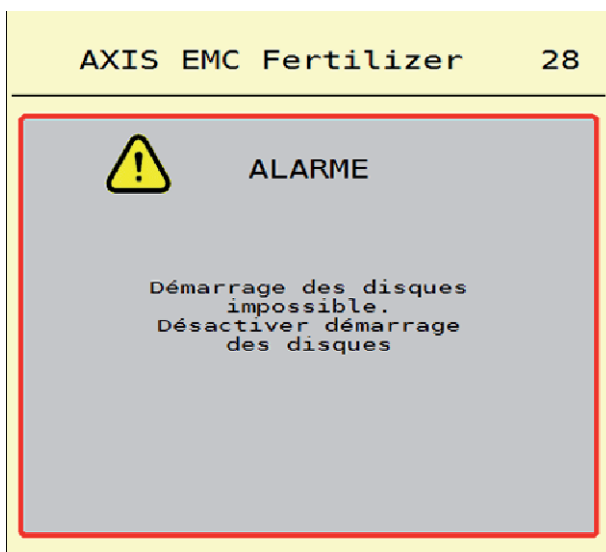 AXIS EMC Fertilizer 28
ALARME
Démarrage des disques
impossible.
Désactiver démarrage
des disques